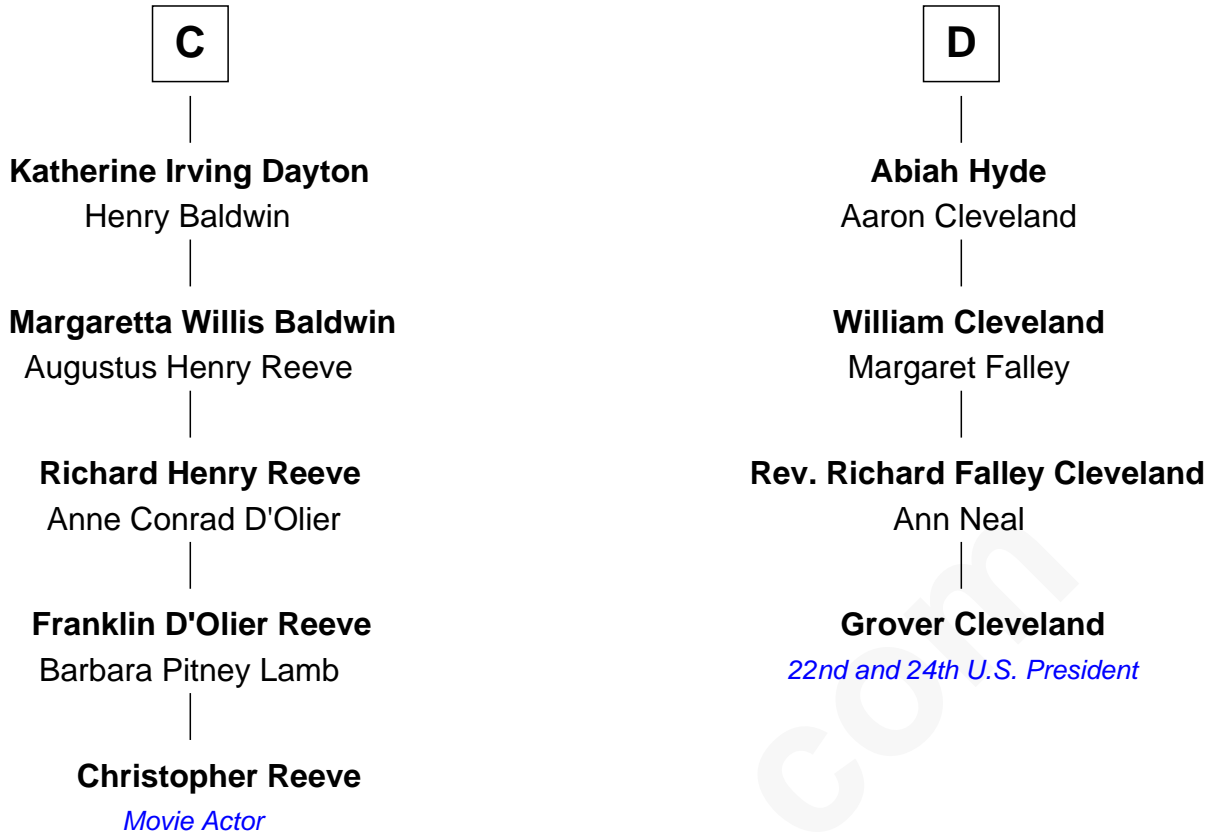 C
Katherine Irving Dayton
Henry Baldwin
Margaretta Willis Baldwin
Augustus Henry Reeve
Richard Henry Reeve
Anne Conrad D'Olier
Franklin D'Olier Reeve
Barbara Pitney Lamb
Christopher Reeve
Movie Actor
D
Abiah Hyde
Aaron Cleveland
William Cleveland
Margaret Falley
Rev. Richard Falley Cleveland
Ann Neal
Grover Cleveland
22nd and 24th U.S. President
com